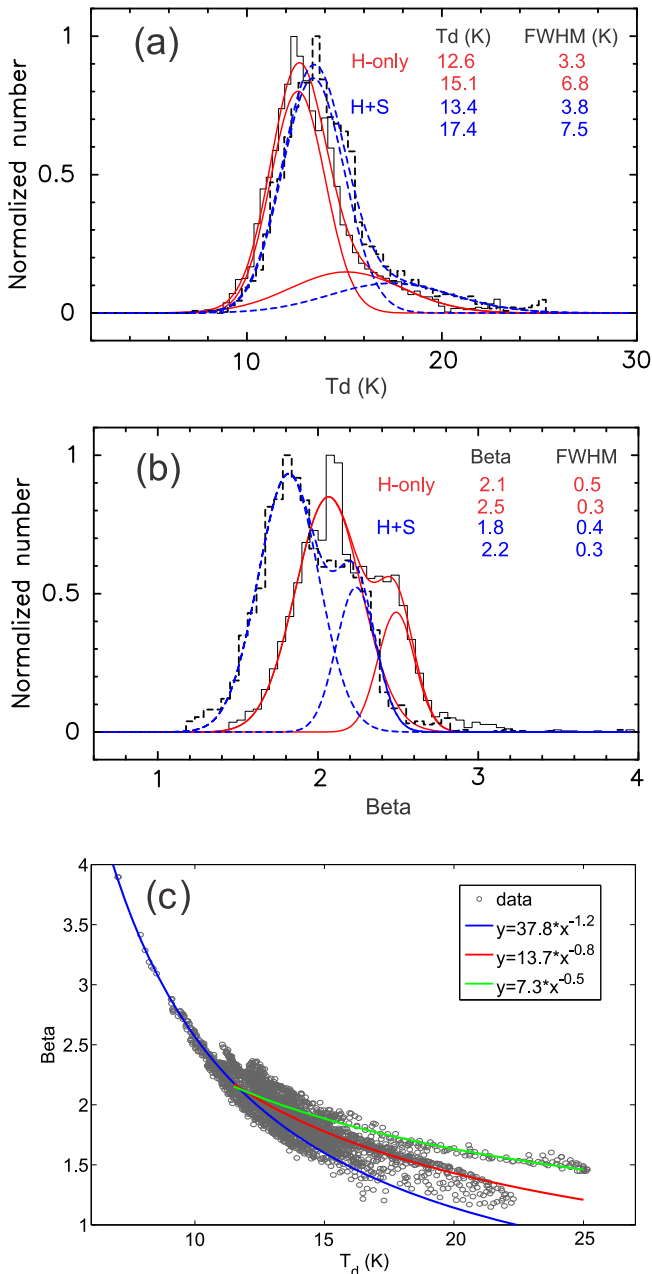 (a)
Td (K) FWHM (K)
H-only 12.6 3.3
15.1 6.8
H+S 13.4 3.8
17.4 7.5
Normalized number
1
0.5
0
10 20 30
Td (K)
(b)
Beta FWHM
H-only 2.1 0.5
2.5 0.3
H+S 1.8 0.4
2.2 0.3
Normalized number
1
0.5
0
1 2 3 4
Beta
(c)
data
y=37.8*x^-1.2
y=13.7*x^-0.8
y=7.3*x^-0.5
Beta
4
3.5
3
2.5
2
1.5
1
10 15 20 25
T_d (K)